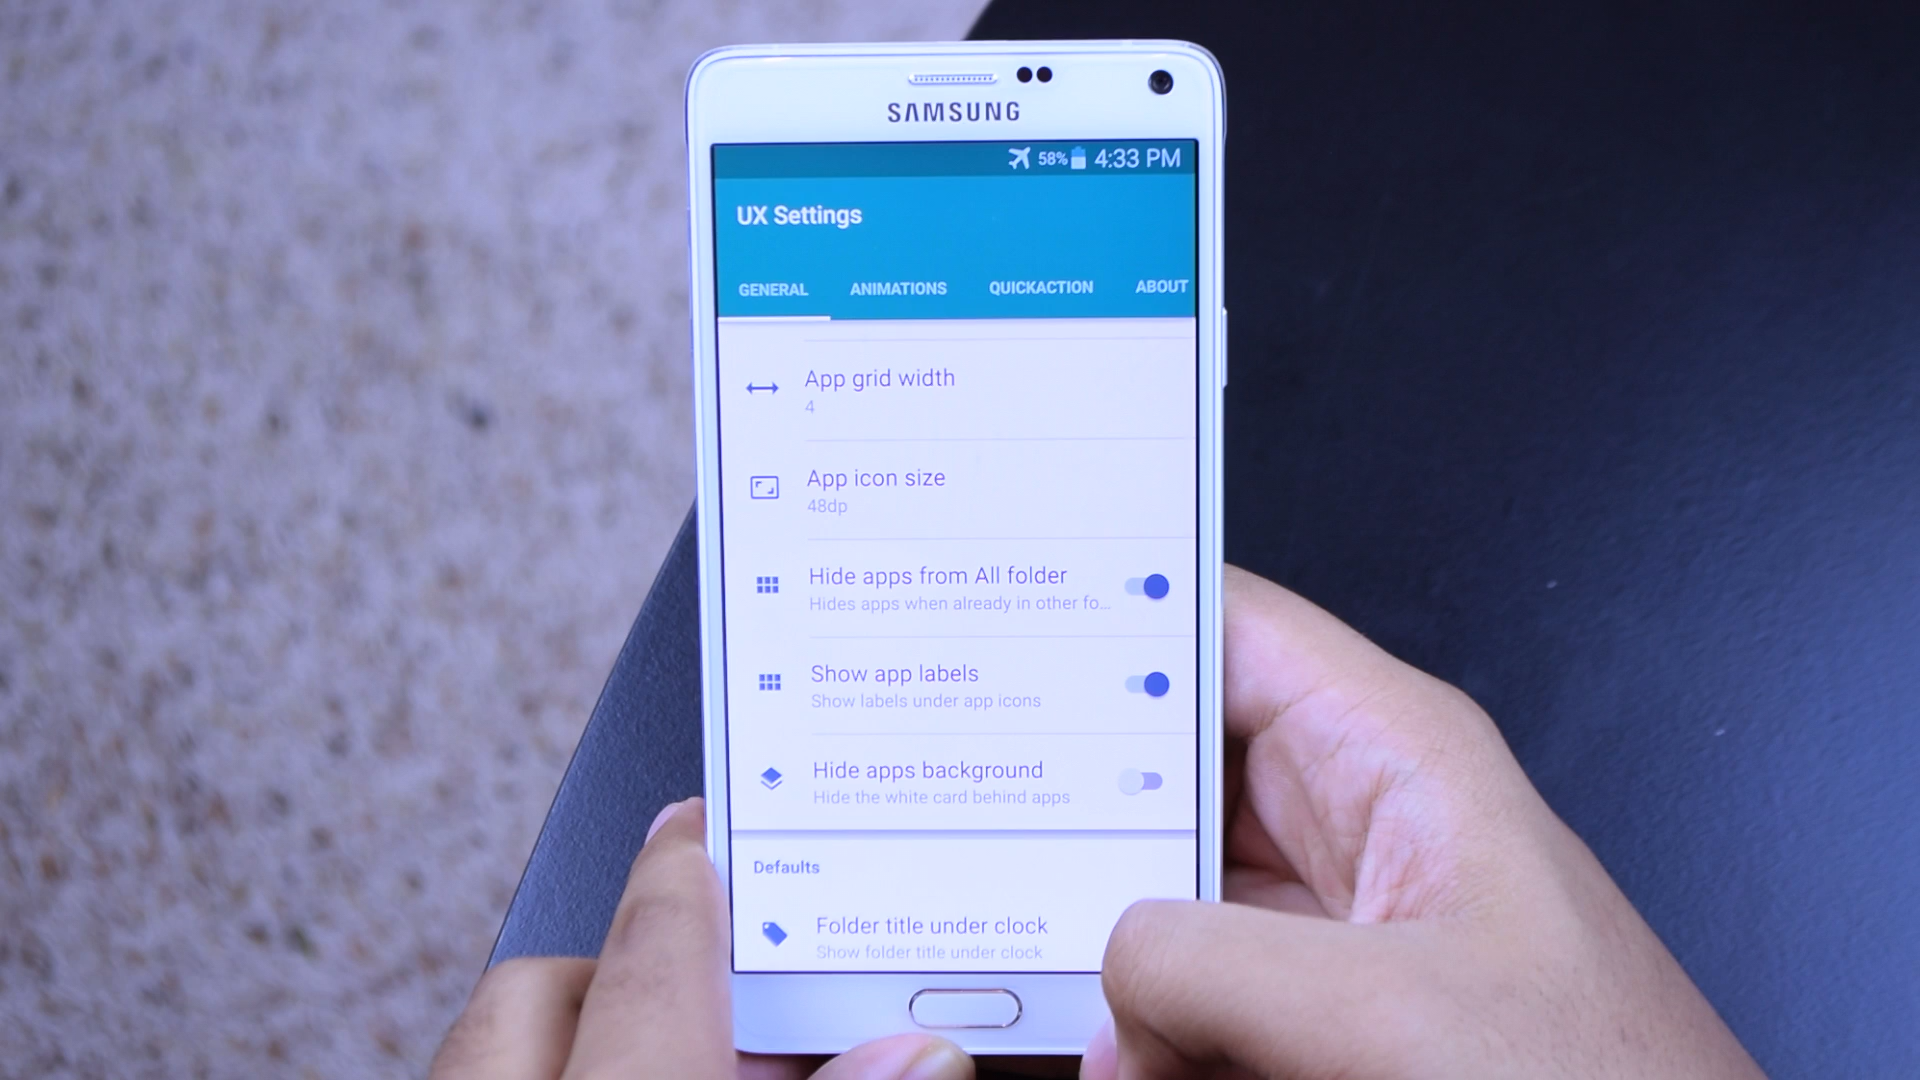 SAMSUNG
58% 4:33 PM
UX Settings
GENERAL ANIMATIONS QUICKACTION ABOUT
App grid width
4
App icon size
48dp
Hide apps from All folder
Hides apps when already in other fo...
Show app labels
Show labels under app icons
Hide apps background
Hide the white card behind apps
Defaults
Folder title under clock
Show folder title under clock